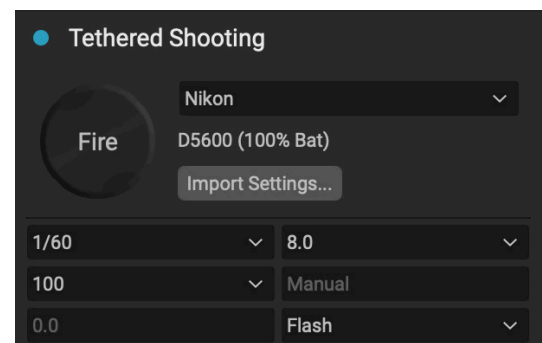 Tethered Shooting
Nikon
Fire
D5600 (100% Bat)
Import Settings...
1/60 8.0
100 Manual
0.0 Flash